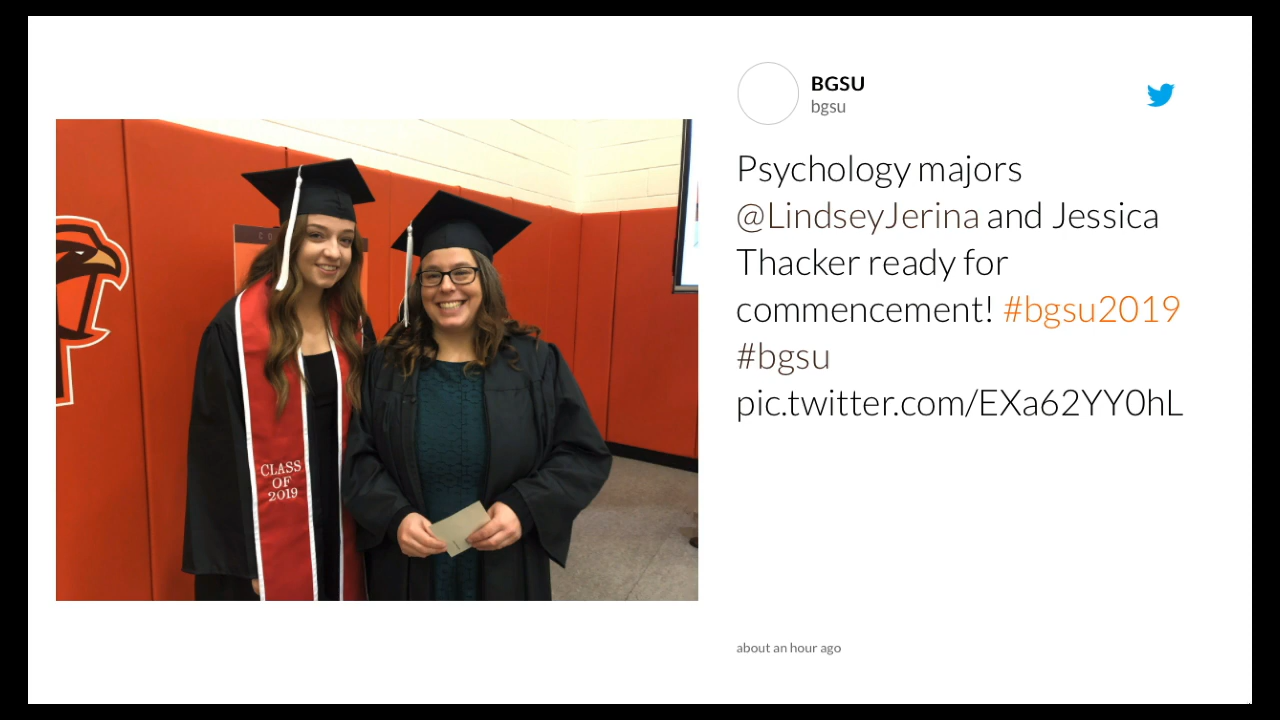 BGSU
bgsu
Psychology majors
@LindseyJerina and Jessica
Thacker ready for
commencement! #bgsu2019
#bgsu
pic.twitter.com/EXa62YY0hL
about an hour ago
CLASS
OF
2019